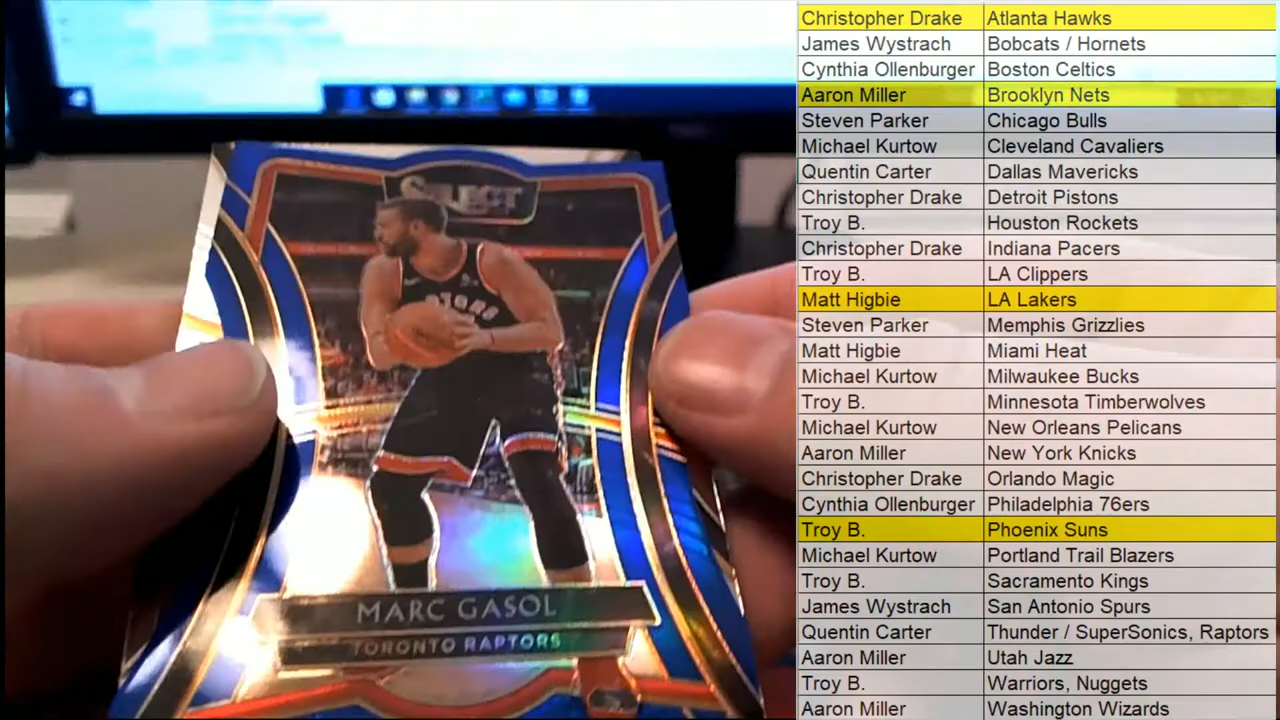 SELECT
MARC GASOL
TORONTO RAPTORS
Christopher Drake Atlanta Hawks
James Wystrach Bobcats / Hornets
Cynthia Ollenburger Boston Celtics
Aaron Miller Brooklyn Nets
Steven Parker Chicago Bulls
Michael Kurtow Cleveland Cavaliers
Quentin Carter Dallas Mavericks
Christopher Drake Detroit Pistons
Troy B. Houston Rockets
Christopher Drake Indiana Pacers
Troy B. LA Clippers
Matt Higbie LA Lakers
Steven Parker Memphis Grizzlies
Matt Higbie Miami Heat
Michael Kurtow Milwaukee Bucks
Troy B. Minnesota Timberwolves
Michael Kurtow New Orleans Pelicans
Aaron Miller New York Knicks
Christopher Drake Orlando Magic
Cynthia Ollenburger Philadelphia 76ers
Troy B. Phoenix Suns
Michael Kurtow Portland Trail Blazers
Troy B. Sacramento Kings
James Wystrach San Antonio Spurs
Quentin Carter Thunder / SuperSonics, Raptors
Aaron Miller Utah Jazz
Troy B. Warriors, Nuggets
Aaron Miller Washington Wizards